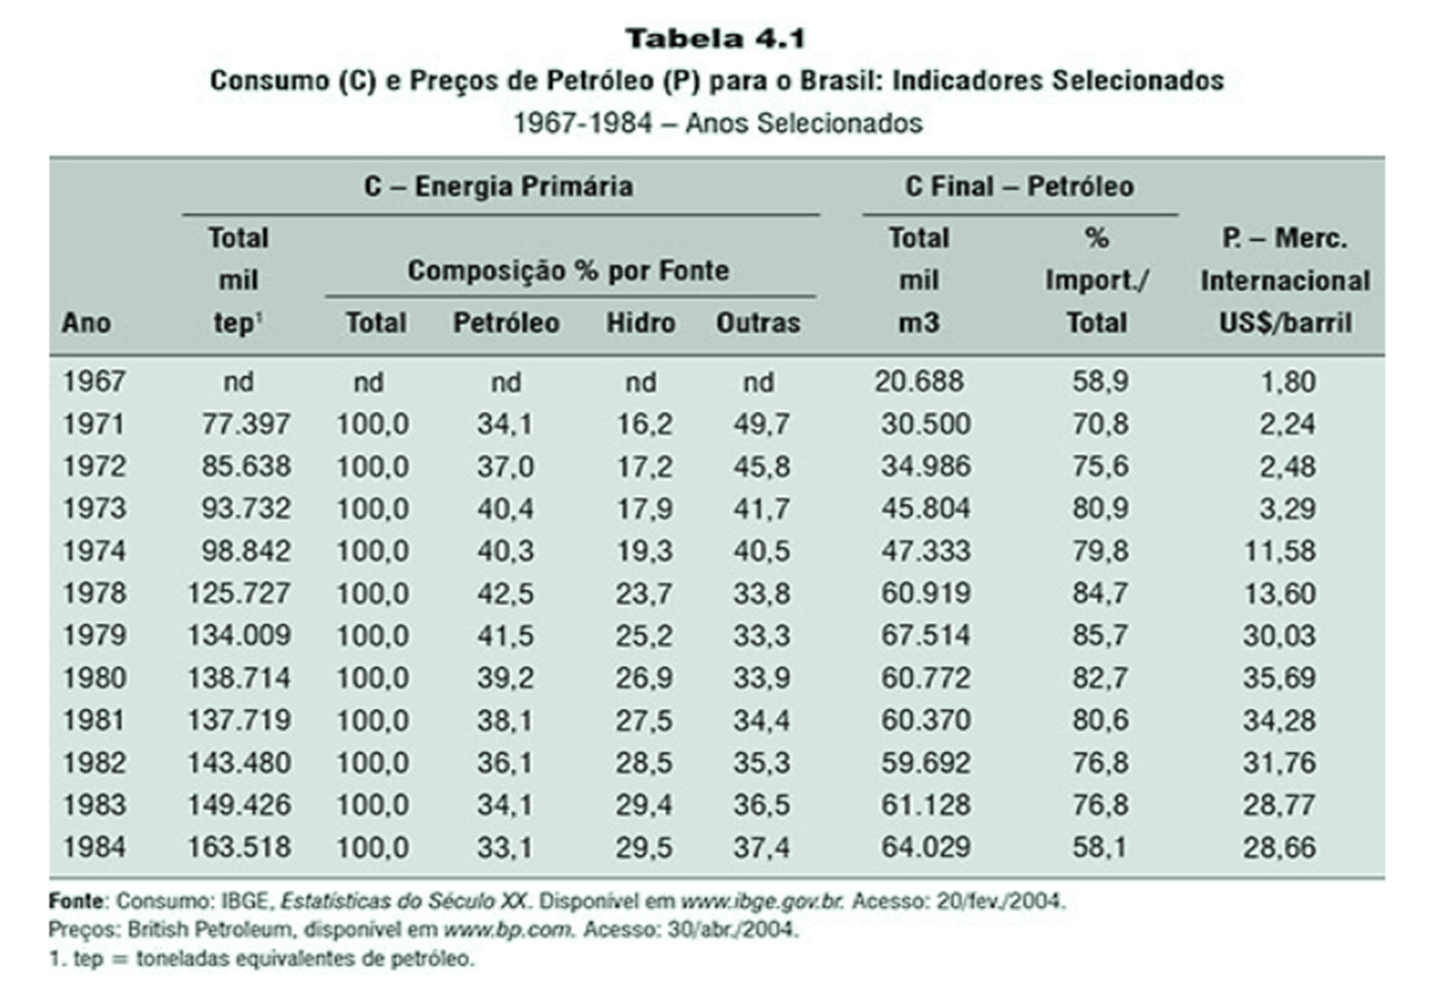 Tabela 4.1
Consumo (C) e Preços de Petróleo (P) para o Brasil: Indicadores Selecionados
1967-1984 – Anos Selecionados
C – Energia Primária C Final – Petróleo
Total Total % P. – Merc.
mil Composição % por Fonte mil Import./ Internacional
Ano tep¹ Total Petróleo Hidro Outras m3 Total US$/barril
1967 nd nd nd nd nd 20.688 58,9 1,80
1971 77.397 100,0 34,1 16,2 49,7 30.500 70,8 2,24
1972 85.638 100,0 37,0 17,2 45,8 34.986 75,6 2,48
1973 93.732 100,0 40,4 17,9 41,7 45.804 80,9 3,29
1974 98.842 100,0 40,3 19,3 40,5 47.333 79,8 11,58
1978 125.727 100,0 42,5 23,7 33,8 60.919 84,7 13,60
1979 134.009 100,0 41,5 25,2 33,3 67.514 85,7 30,03
1980 138.714 100,0 39,2 26,9 33,9 60.772 82,7 35,69
1981 137.719 100,0 38,1 27,5 34,4 60.370 80,6 34,28
1982 143.480 100,0 36,1 28,5 35,3 59.692 76,8 31,76
1983 149.426 100,0 34,1 29,4 36,5 61.128 76,8 28,77
1984 163.518 100,0 33,1 29,5 37,4 64.029 58,1 28,66
Fonte: Consumo: IBGE, Estatísticas do Século XX. Disponível em www.ibge.gov.br. Acesso: 20/fev./2004.
Preços: British Petroleum, disponível em www.bp.com. Acesso: 30/abr./2004.
1. tep = toneladas equivalentes de petróleo.